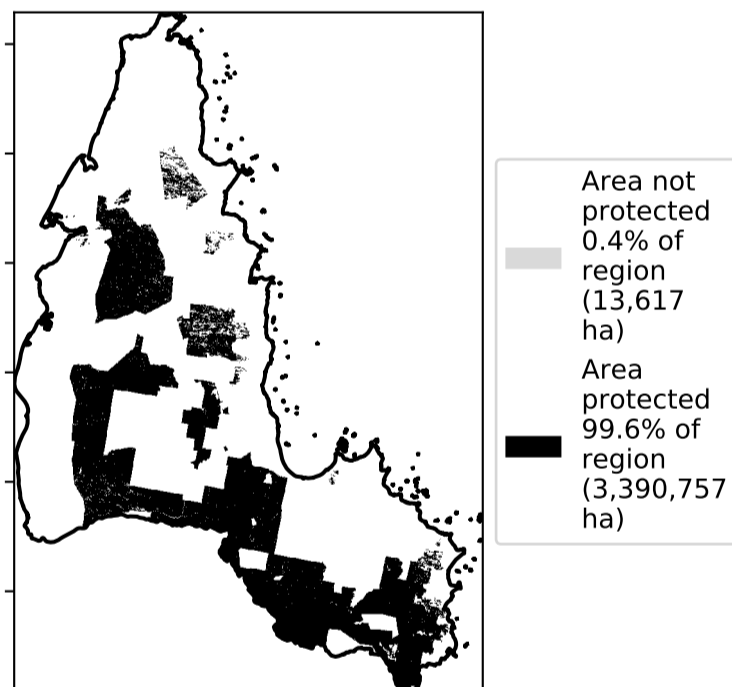 Area not
protected
0.4% of
region
(13,617
ha)
Area
protected
99.6% of
region
(3,390,757
ha)